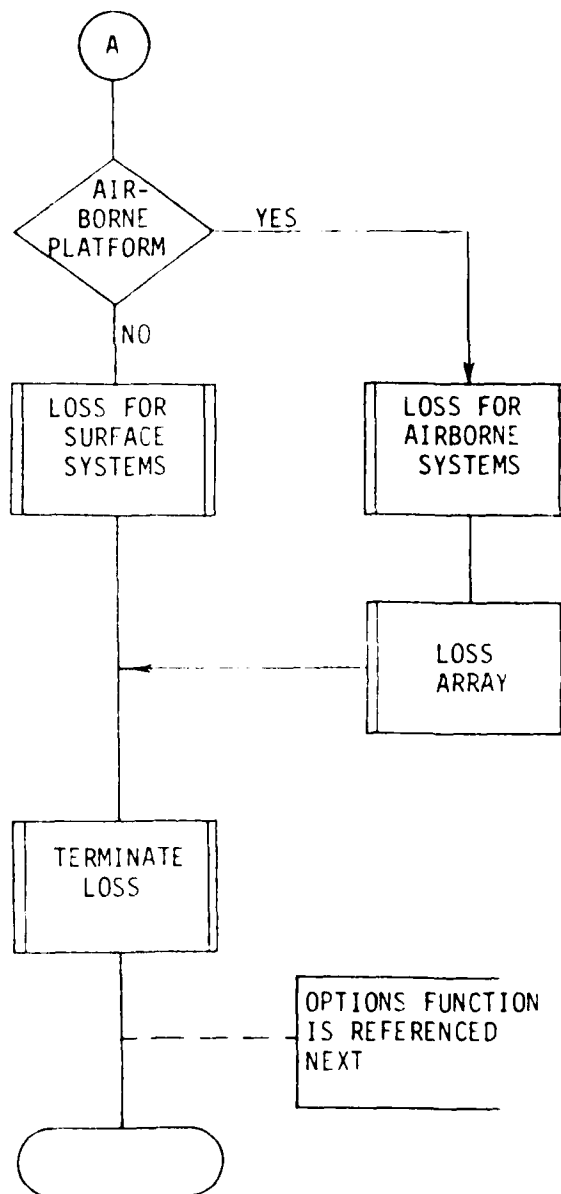 A
AIR-
BORNE
PLATFORM
YES
NO
LOSS FOR
SURFACE
SYSTEMS
LOSS FOR
AIRBORNE
SYSTEMS
LOSS
ARRAY
TERMINATE
LOSS
OPTIONS FUNCTION
IS REFERENCED
NEXT